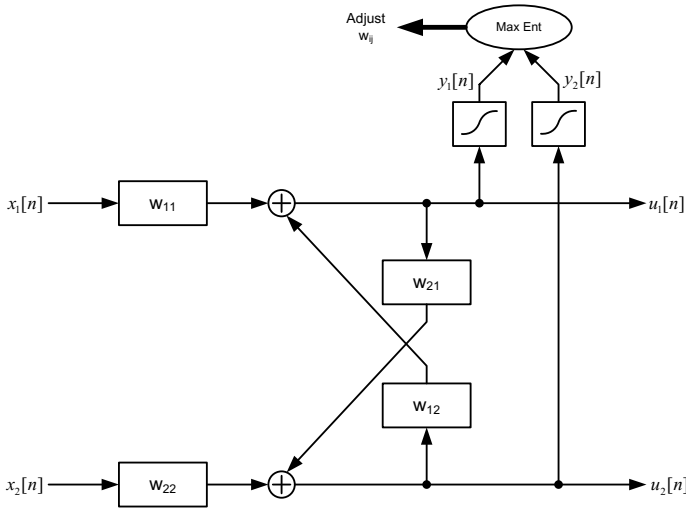 Adjust
wij
Max Ent
y1[n]
y2[n]
x1[n]
w11
u1[n]
w21
w12
x2[n]
w22
u2[n]